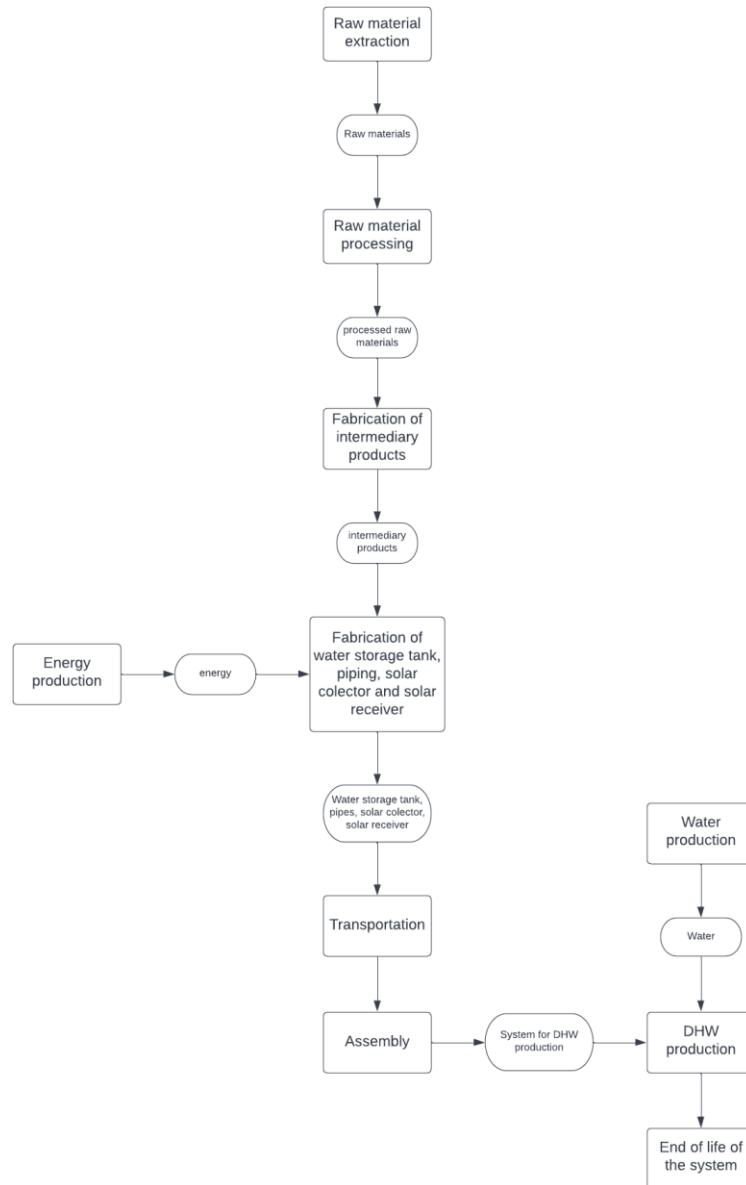 Raw material
extraction
Raw materials
Raw material
processing
processed raw
materials
Fabrication of
intermediary
products
intermediary
products
Energy
production
energy
Fabrication of
water storage tank,
piping, solar
colector and solar
receiver
Water storage tank,
pipes, solar colector,
solar receiver
Water
production
Transportation
Water
Assembly
System for DHW
production
DHW
production
End of life of
the system